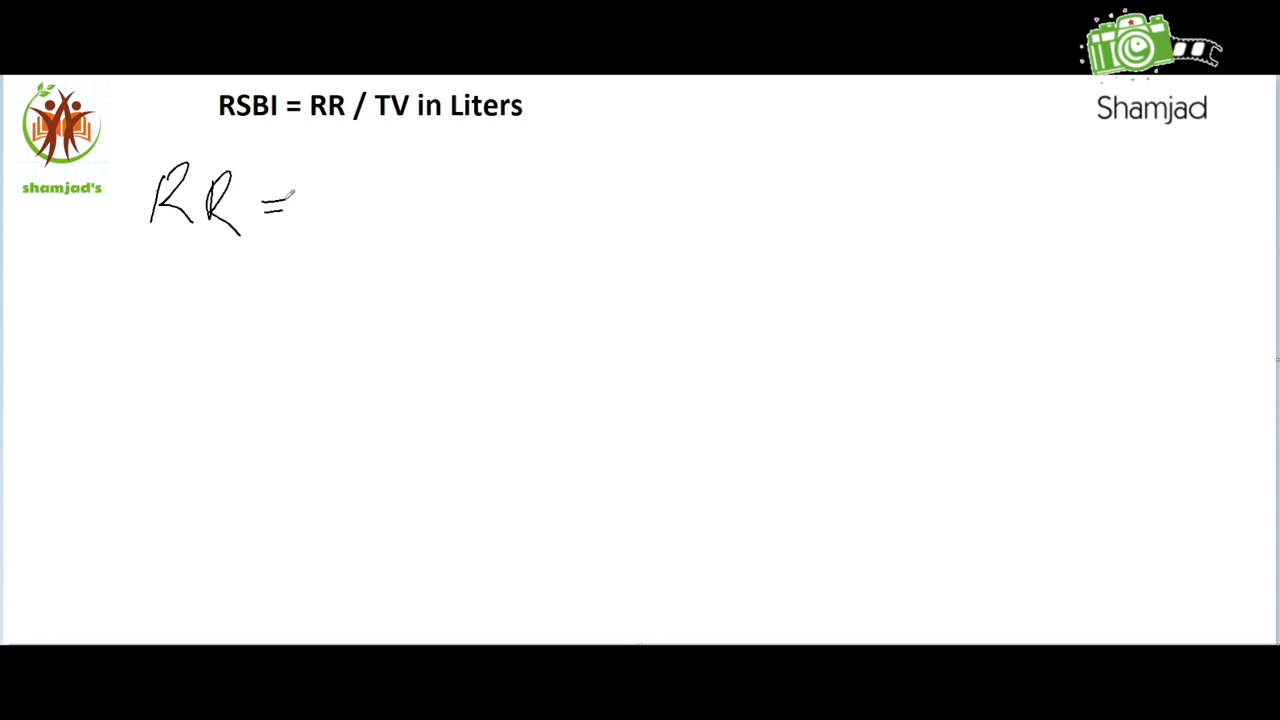 RSBI = RR / TV in Liters
Shamjad
shamjad's
RR =